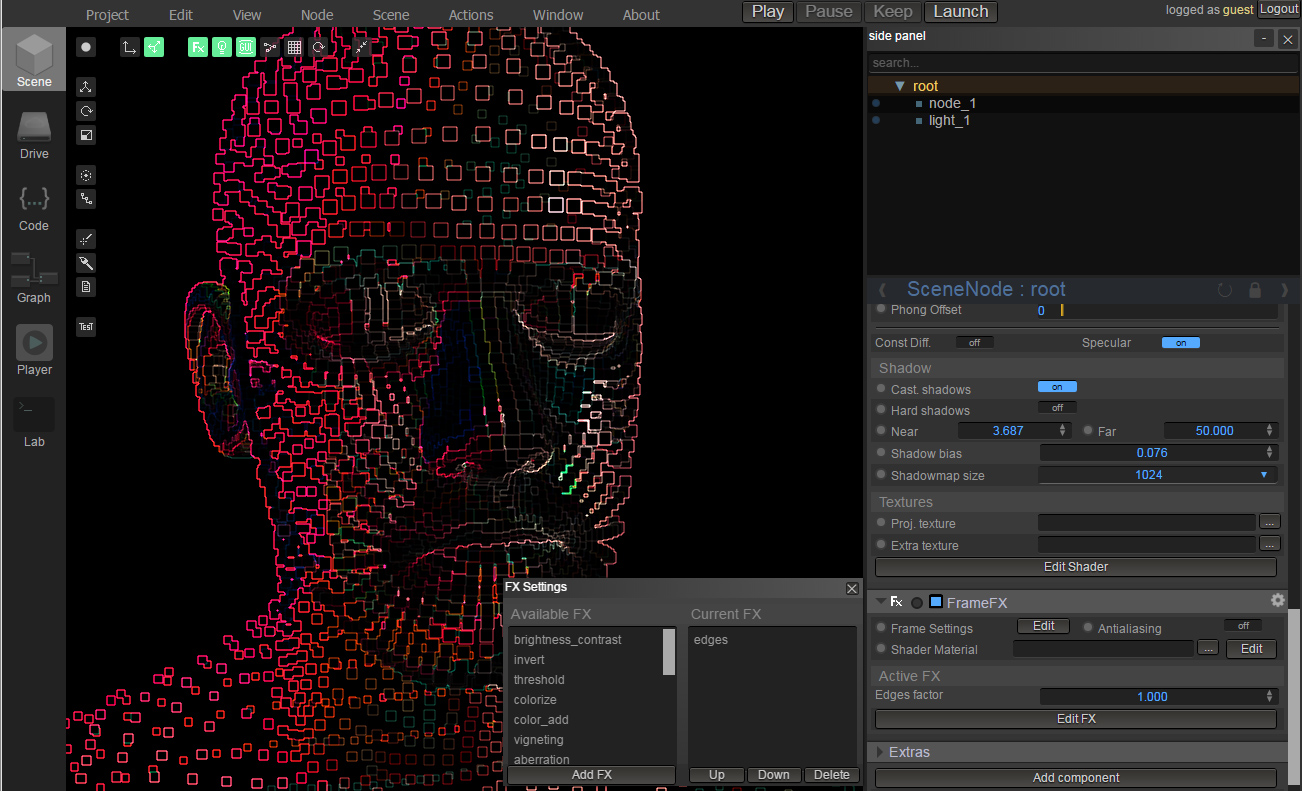 Project Edit View Node Scene Actions Window About Play Pause Keep Launch logged as guest Logout
side panel -
search...
root
node_1
light_1
Scene
Drive
{...}
Code
Graph
Player
>_
Lab
Fx GUI
TEST
SceneNode : root
Phong Offset 0
Const Diff. off Specular on
Shadow
Cast. shadows on
Hard shadows off
Near 3.687 Far 50.000
Shadow bias 0.076
Shadowmap size 1024
Textures
Proj. texture ...
Extra texture ...
Edit Shader
Fx FrameFX
Frame Settings Edit Antialiasing off
Shader Material ... Edit
Active FX
Edges factor 1.000
Edit FX
Extras
Add component
FX Settings
Available FX Current FX
brightness_contrast edges
invert
threshold
colorize
color_add
vigneting
aberration
Add FX Up Down Delete